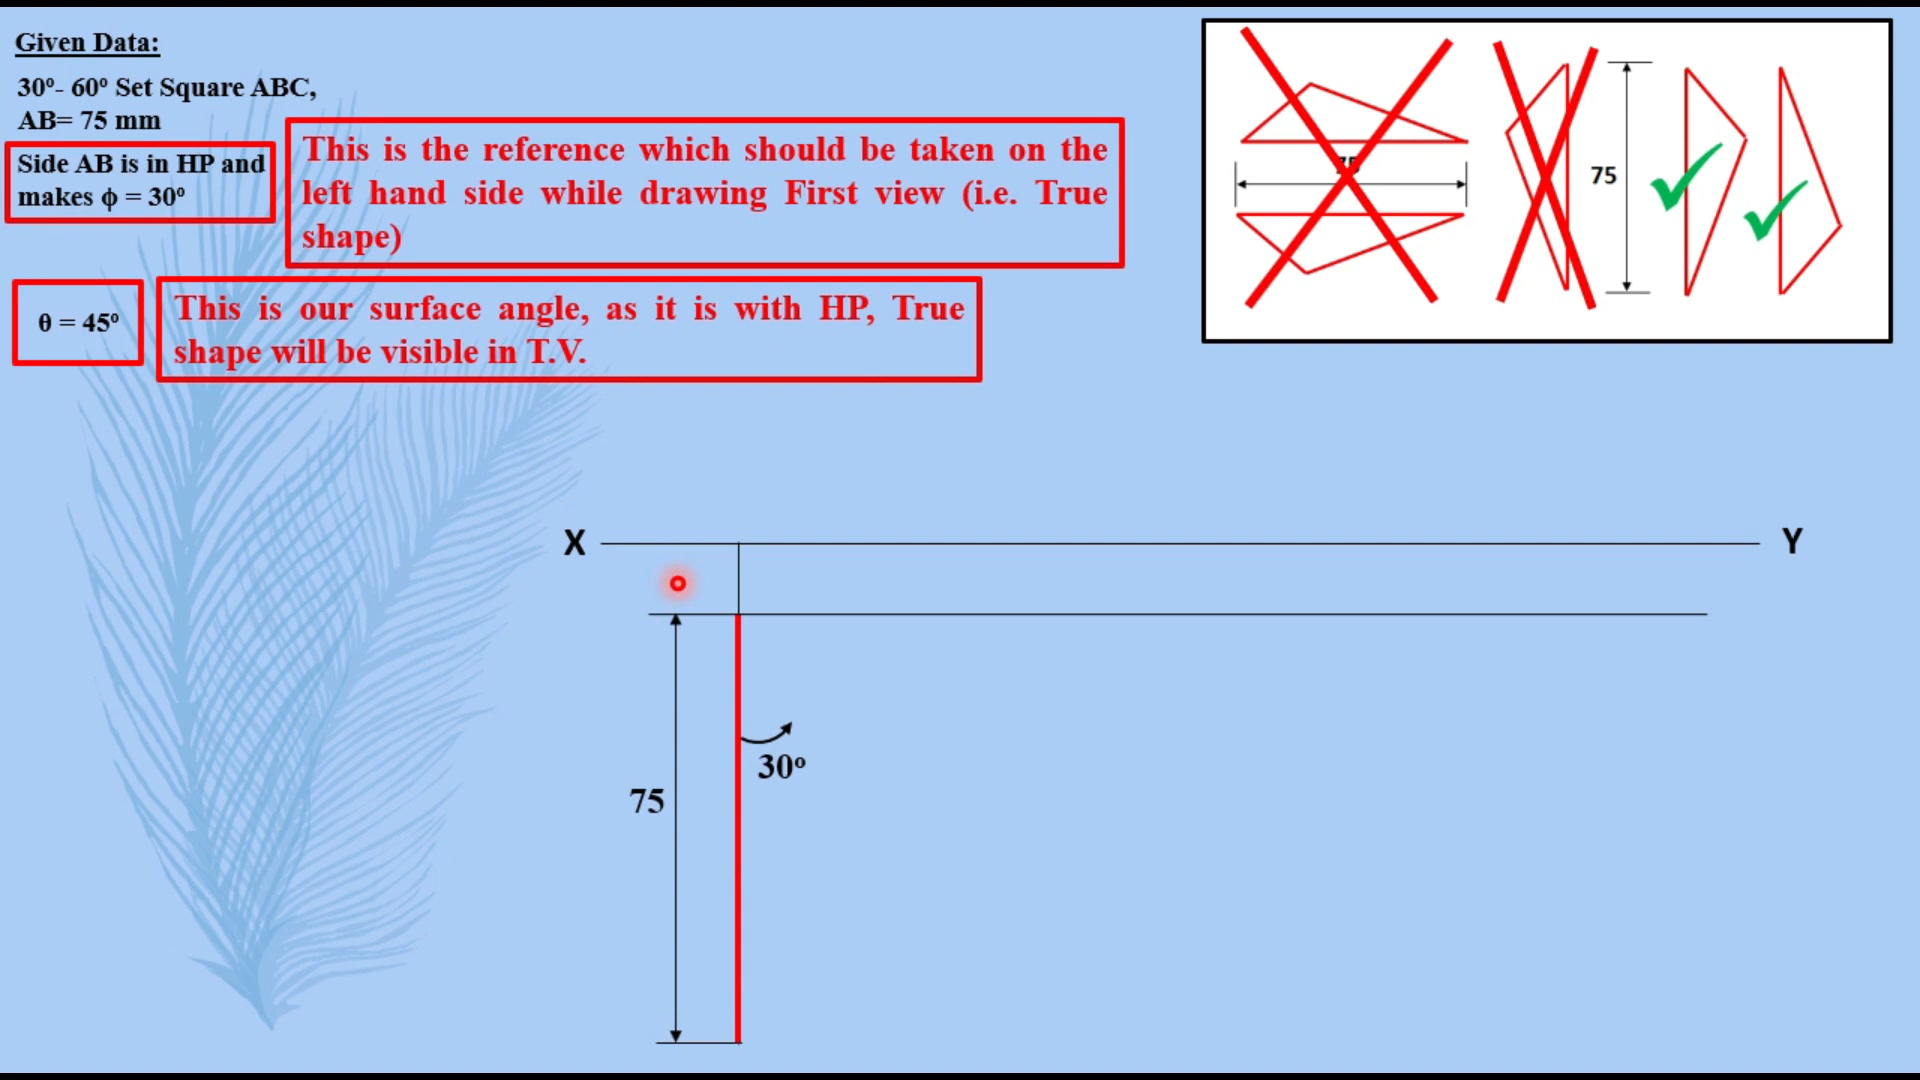 Given Data:
30º- 60º Set Square ABC,
AB= 75 mm
Side AB is in HP and
makes ϕ = 30º
This is the reference which should be taken on the
left hand side while drawing First view (i.e. True
shape)
θ = 45º
This is our surface angle, as it is with HP, True
shape will be visible in T.V.
75
75
X
Y
30º
75